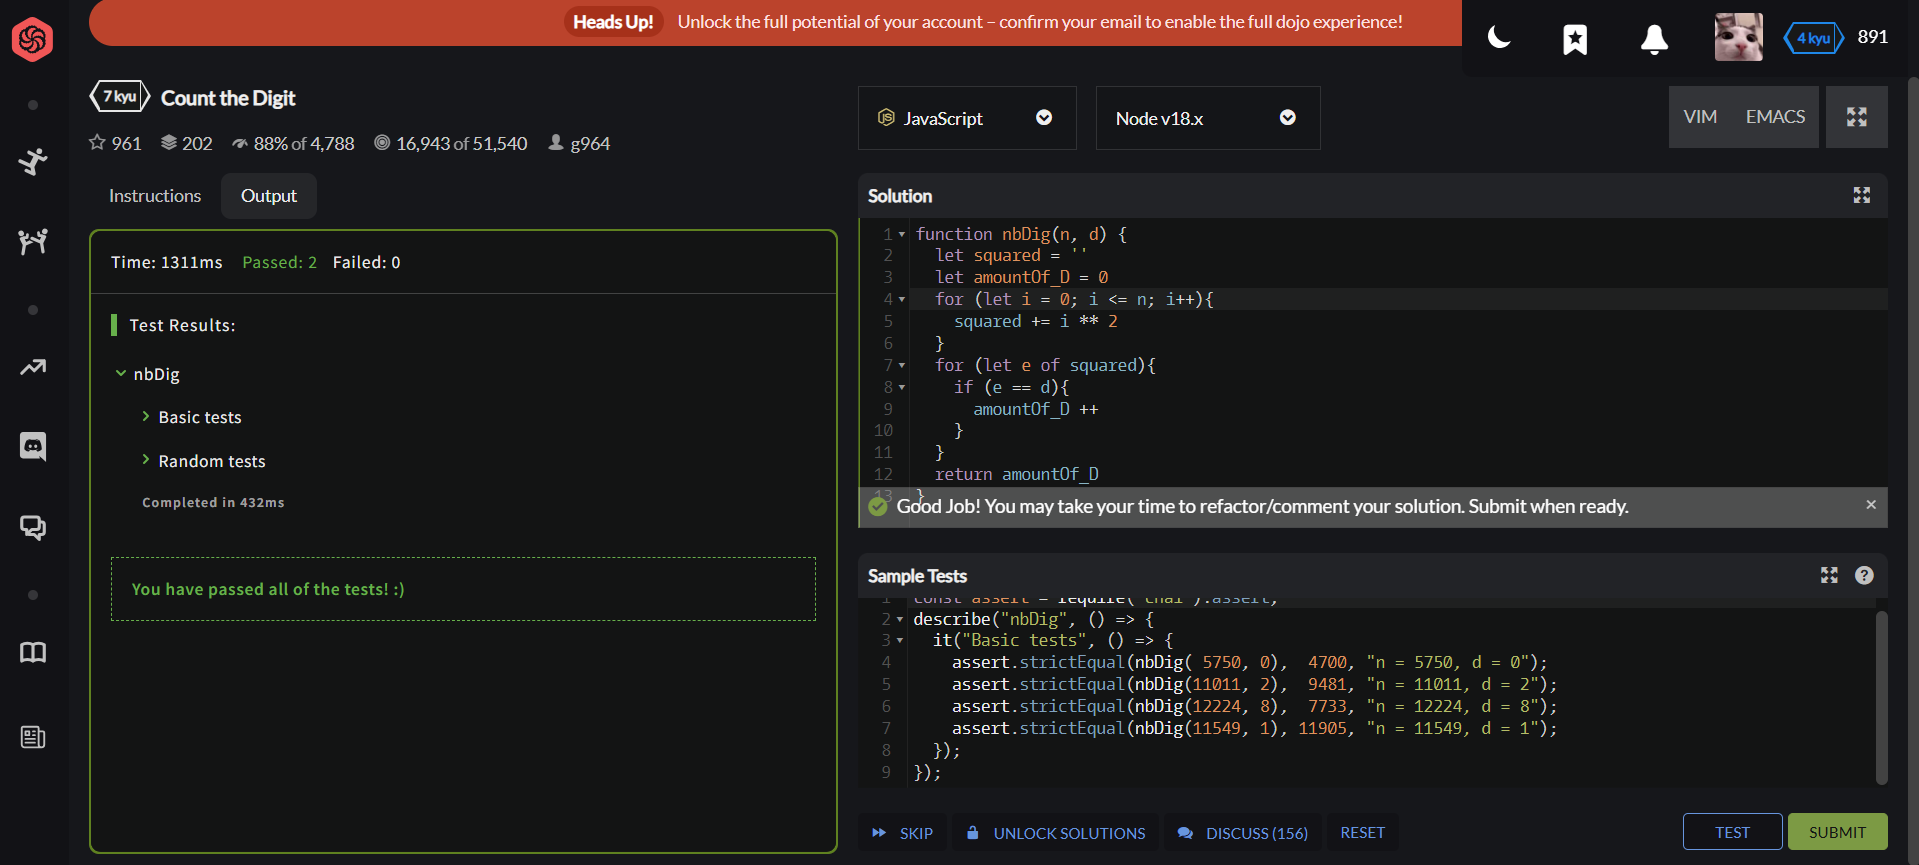 Heads Up! Unlock the full potential of your account – confirm your email to enable the full dojo experience!
4 kyu 891
7 kyu Count the Digit
961 202 88% of 4,788 16,943 of 51,540 g964
Instructions Output
Time: 1311ms Passed: 2 Failed: 0
Test Results:
nbDig
Basic tests
Random tests
Completed in 432ms
You have passed all of the tests! :)
JavaScript Node v18.x VIM EMACS
Solution
1 function nbDig(n, d) {
2 let squared = ''
3 let amountOf_D = 0
4 for (let i = 0; i <= n; i++){
5 squared += i ** 2
6 }
7 for (let e of squared){
8 if (e == d){
9 amountOf_D ++
10 }
11 }
12 return amountOf_D
13 }
Good Job! You may take your time to refactor/comment your solution. Submit when ready.
Sample Tests
1 const assert = require("chai").assert;
2 describe("nbDig", () => {
3 it("Basic tests", () => {
4 assert.strictEqual(nbDig( 5750, 0), 4700, "n = 5750, d = 0");
5 assert.strictEqual(nbDig(11011, 2), 9481, "n = 11011, d = 2");
6 assert.strictEqual(nbDig(12224, 8), 7733, "n = 12224, d = 8");
7 assert.strictEqual(nbDig(11549, 1), 11905, "n = 11549, d = 1");
8 });
9 });
SKIP UNLOCK SOLUTIONS DISCUSS (156) RESET TEST SUBMIT